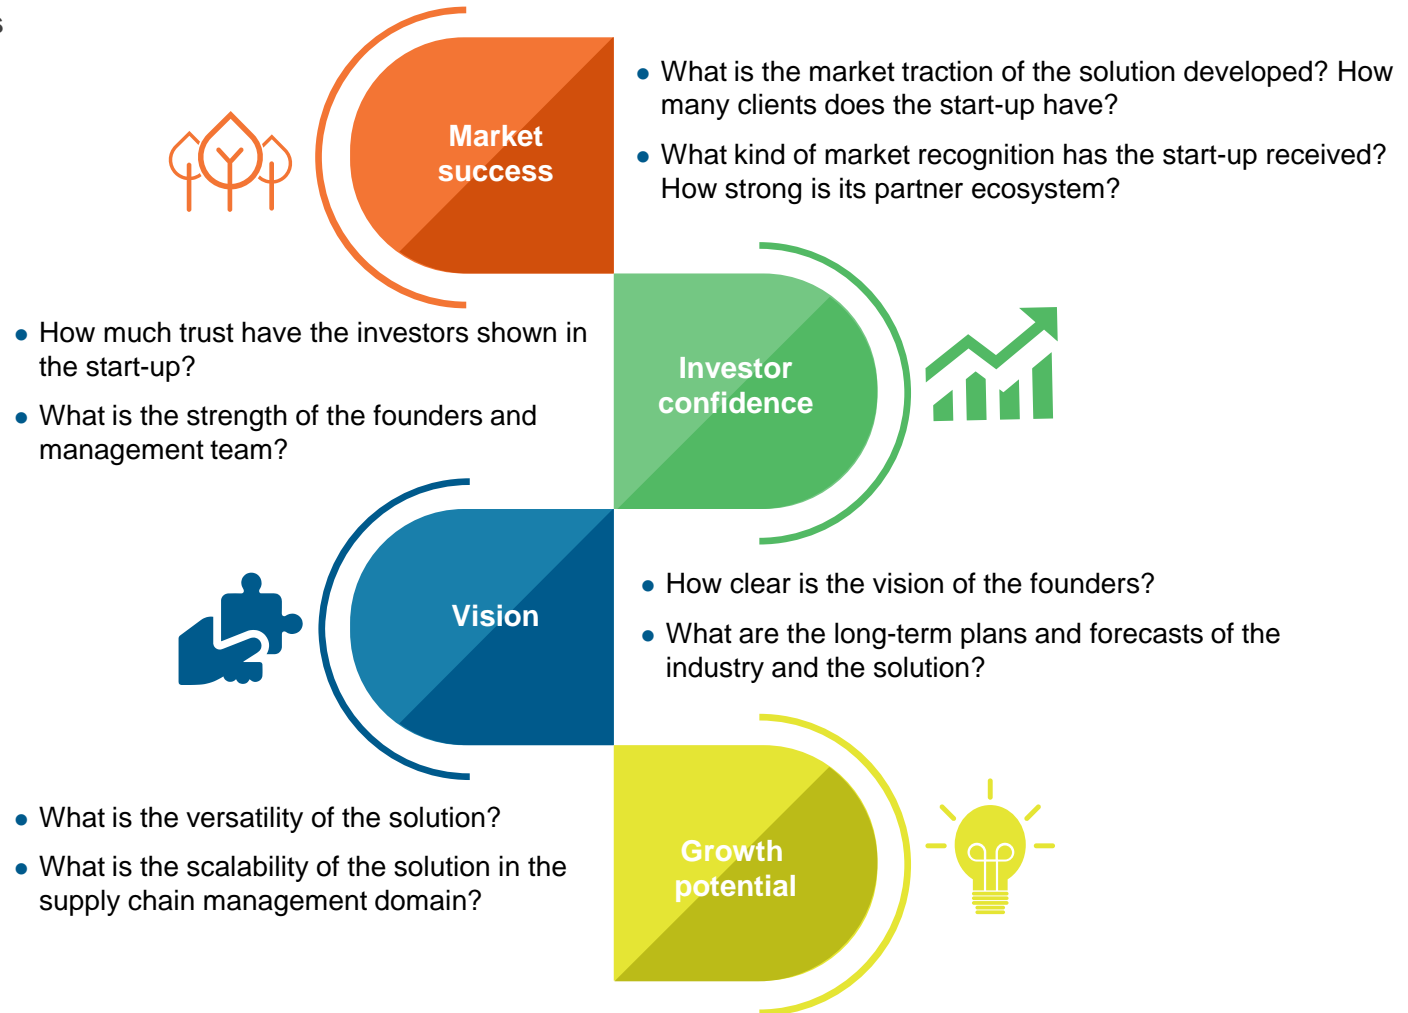 s
Market
success
● What is the market traction of the solution developed? How
many clients does the start-up have?
● What kind of market recognition has the start-up received?
How strong is its partner ecosystem?
● How much trust have the investors shown in
the start-up?
● What is the strength of the founders and
management team?
Investor
confidence
Vision
● How clear is the vision of the founders?
● What are the long-term plans and forecasts of the
industry and the solution?
● What is the versatility of the solution?
● What is the scalability of the solution in the
supply chain management domain?
Growth
potential